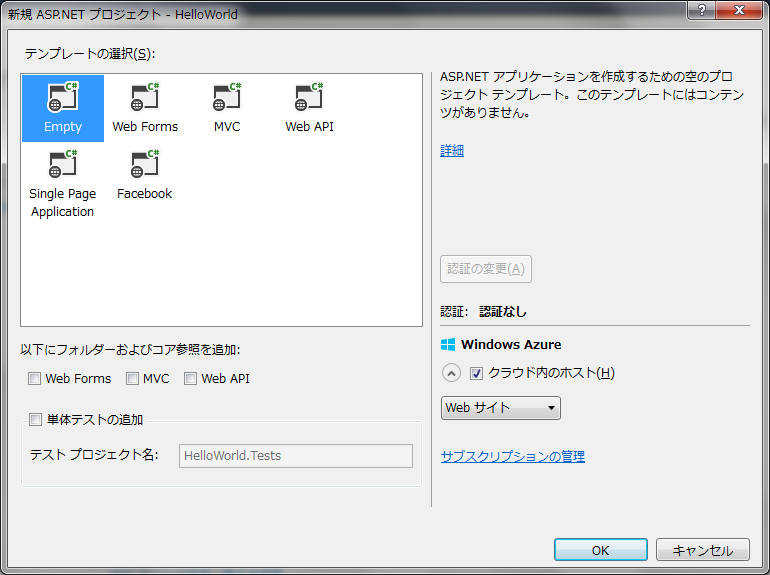 新規 ASP.NET プロジェクト - HelloWorld
?
テンプレートの選択(S):
C# C# C# C#
Empty Web Forms MVC Web API
C# C#
Single Page Facebook
Application
ASP.NET アプリケーションを作成するための空のプロ
ジェクト テンプレート。このテンプレートにはコンテン
ツがありません。
詳細
認証の変更(A)
認証: 認証なし
以下にフォルダーおよびコア参照を追加:
Web Forms MVC Web API
単体テストの追加
テスト プロジェクト名: HelloWorld.Tests
Windows Azure
クラウド内のホスト(H)
Web サイト
サブスクリプションの管理
OK キャンセル